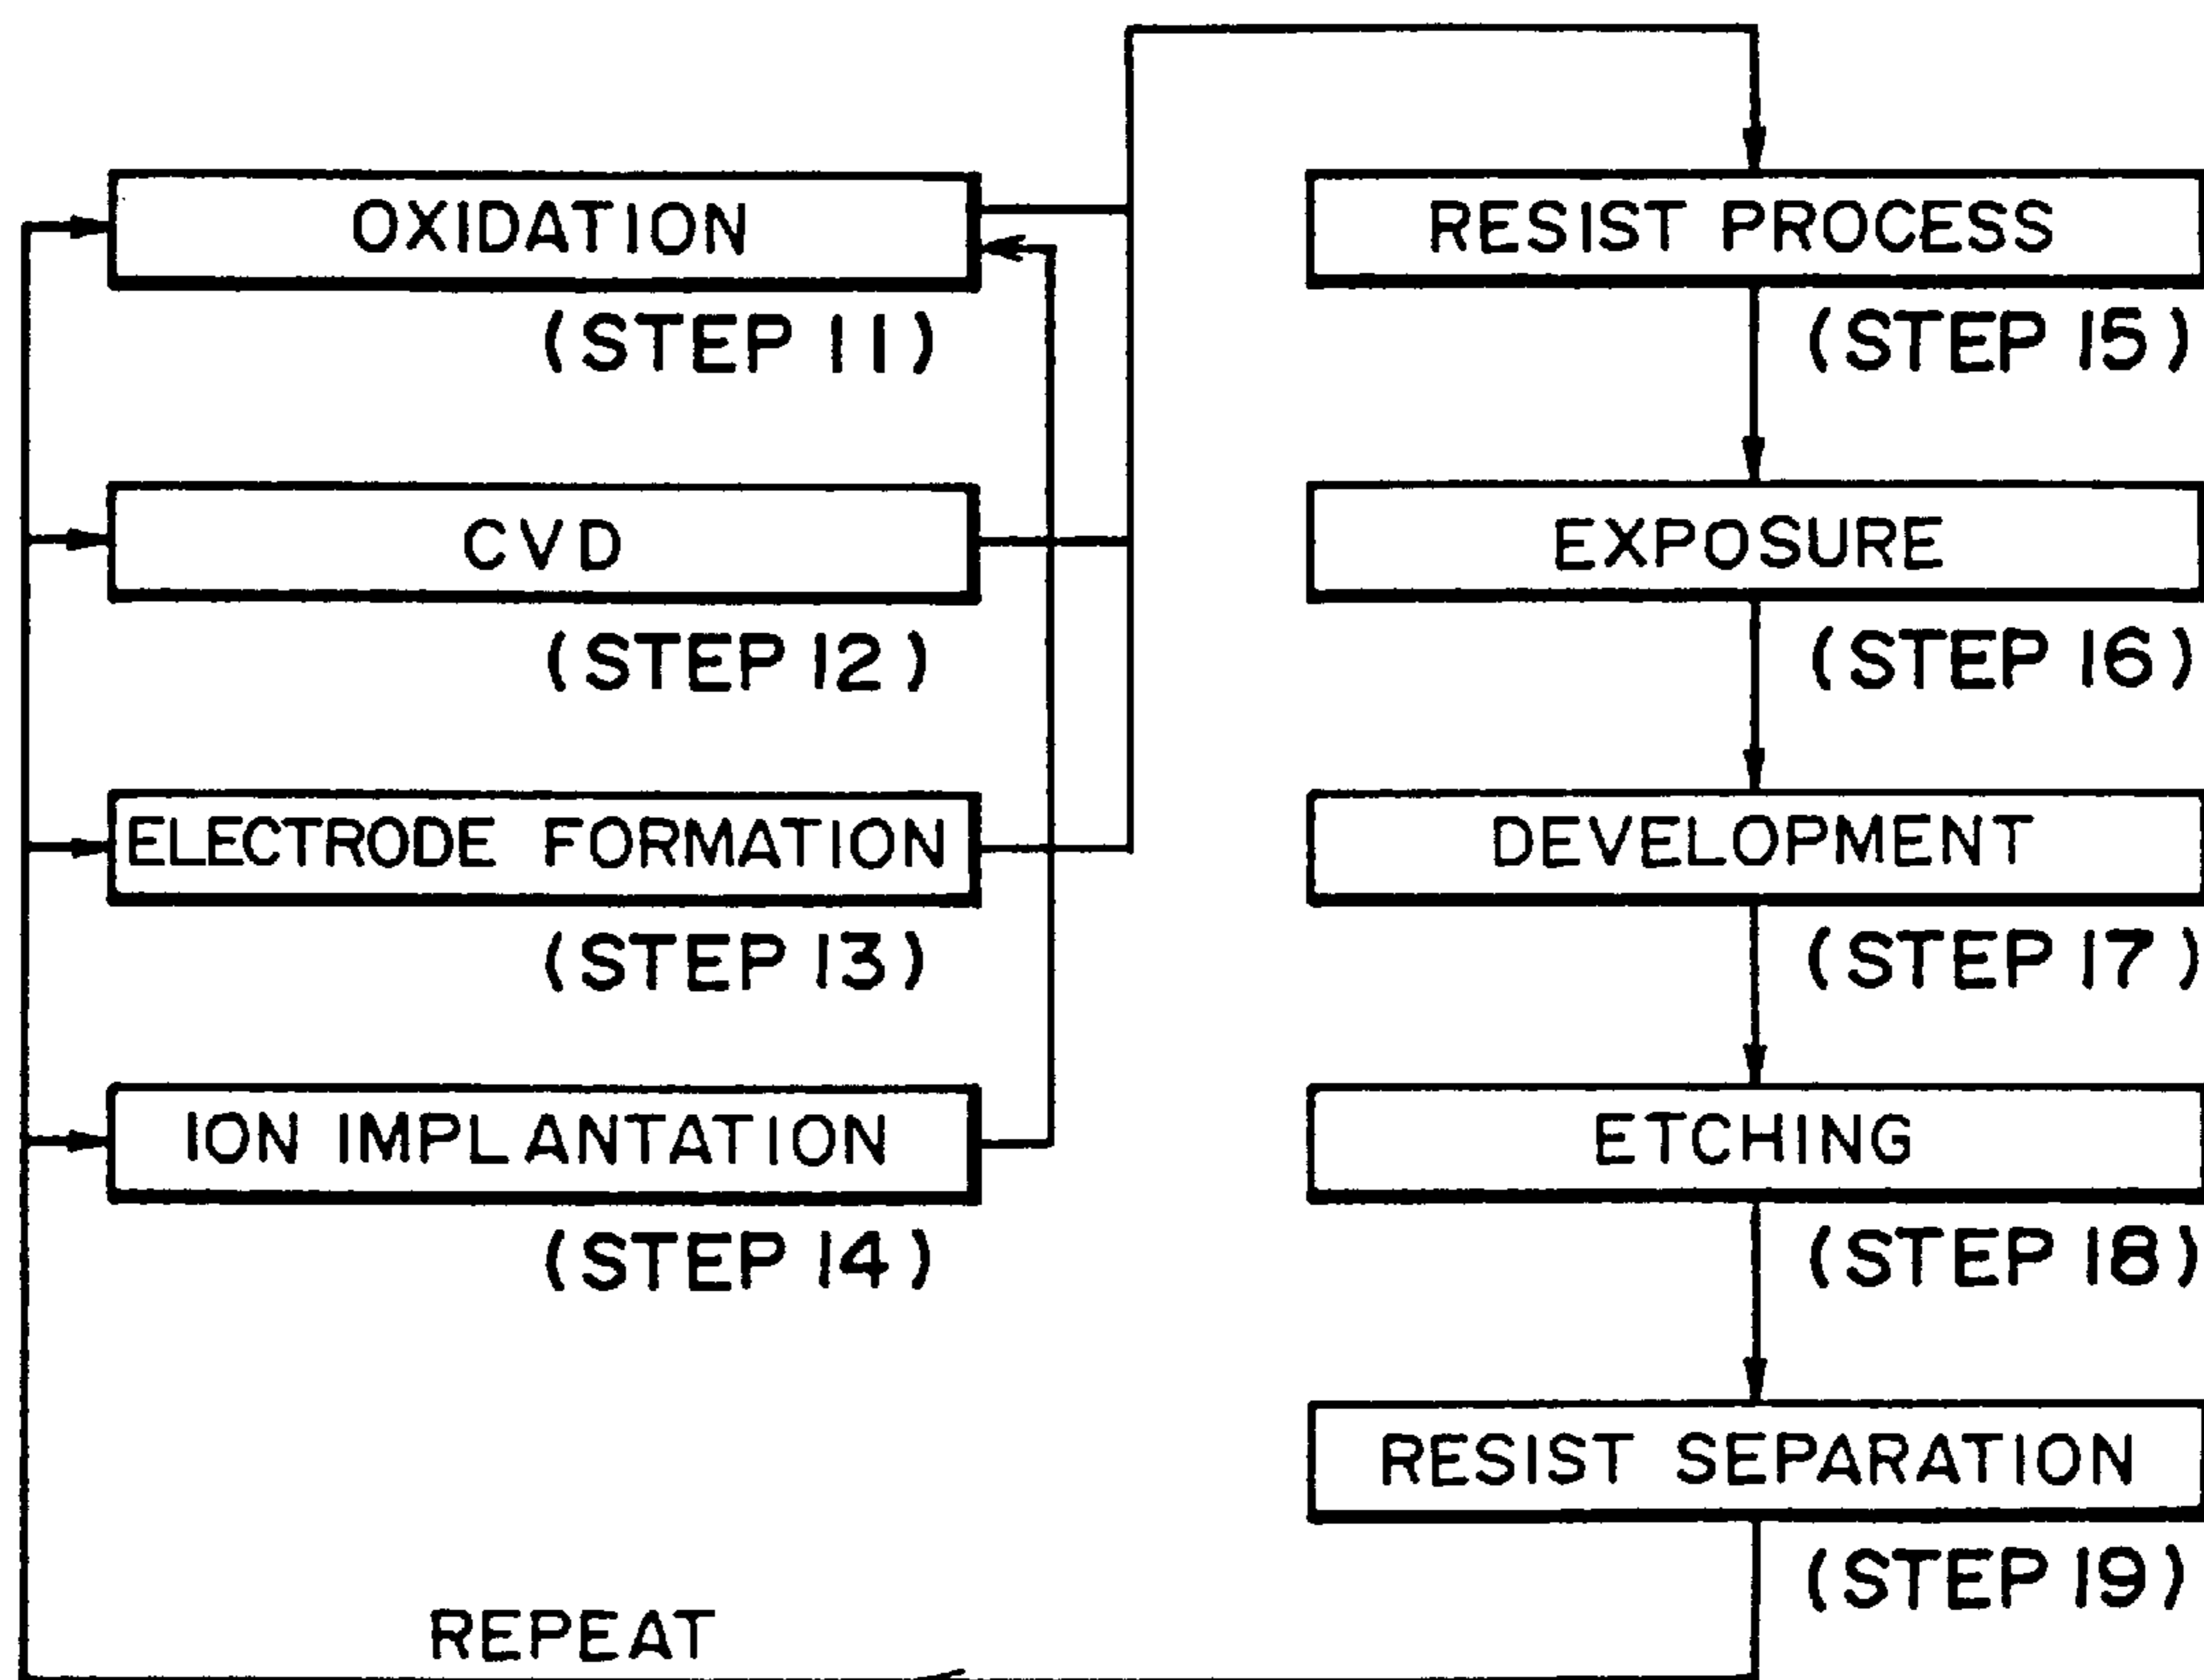 OXIDATION
(STEP 11)
CVD
(STEP 12)
ELECTRODE FORMATION
(STEP 13)
ION IMPLANTATION
(STEP 14)
RESIST PROCESS
(STEP 15)
EXPOSURE
(STEP 16)
DEVELOPMENT
(STEP 17)
ETCHING
(STEP 18)
RESIST SEPARATION
(STEP 19)
REPEAT